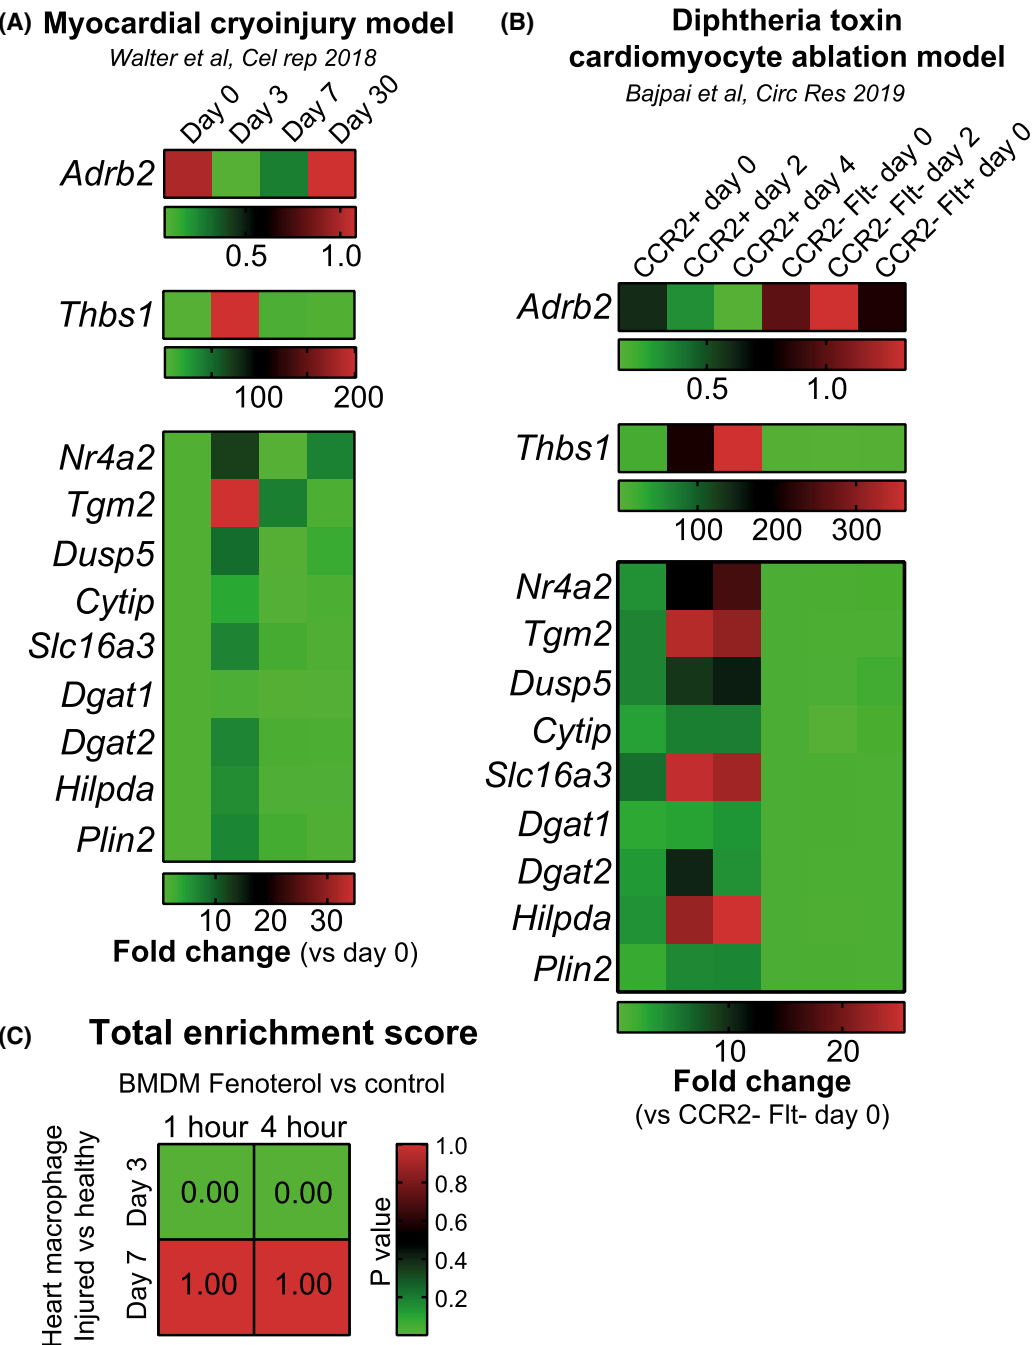 (A) Myocardial cryoinjury model
Walter et al, Cel rep 2018
Day 0
Day 3
Day 7
Day 30
Adrb2
0.5 1.0
Thbs1
100 200
Nr4a2
Tgm2
Dusp5
Cytip
Slc16a3
Dgat1
Dgat2
Hilpda
Plin2
10 20 30
Fold change (vs day 0)
(B) Diphtheria toxin
cardiomyocyte ablation model
Bajpai et al, Circ Res 2019
CCR2+ day 0
CCR2+ day 2
CCR2+ day 4
CCR2- Flt- day 0
CCR2- Flt- day 2
CCR2- Flt+ day 0
Adrb2
0.5 1.0
Thbs1
100 200 300
Nr4a2
Tgm2
Dusp5
Cytip
Slc16a3
Dgat1
Dgat2
Hilpda
Plin2
10 20
Fold change
(vs CCR2- Flt- day 0)
(C) Total enrichment score
BMDM Fenoterol vs control
1 hour 4 hour
Heart macrophage
Injured vs healthy
Day 3
0.00 0.00
Day 7
1.00 1.00
P value
1.0
0.8
0.6
0.4
0.2